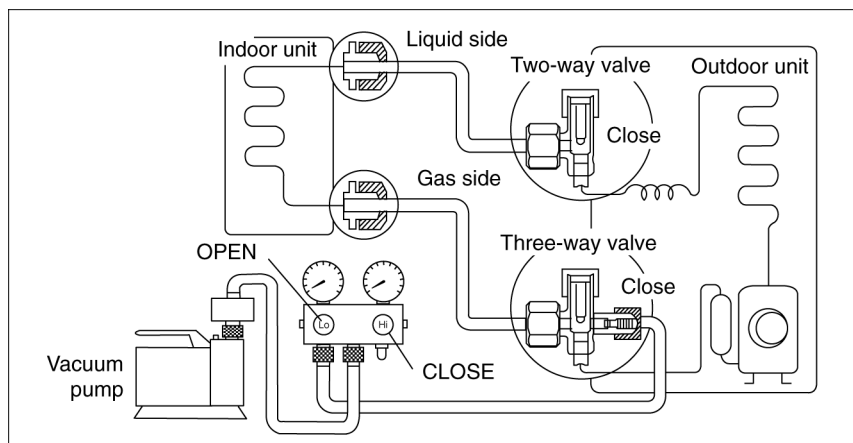 Liquid side
Indoor unit
Two-way valve
Outdoor unit
Close
Gas side
Three-way valve
OPEN
Close
Lo
Hi
Vacuum
pump
CLOSE